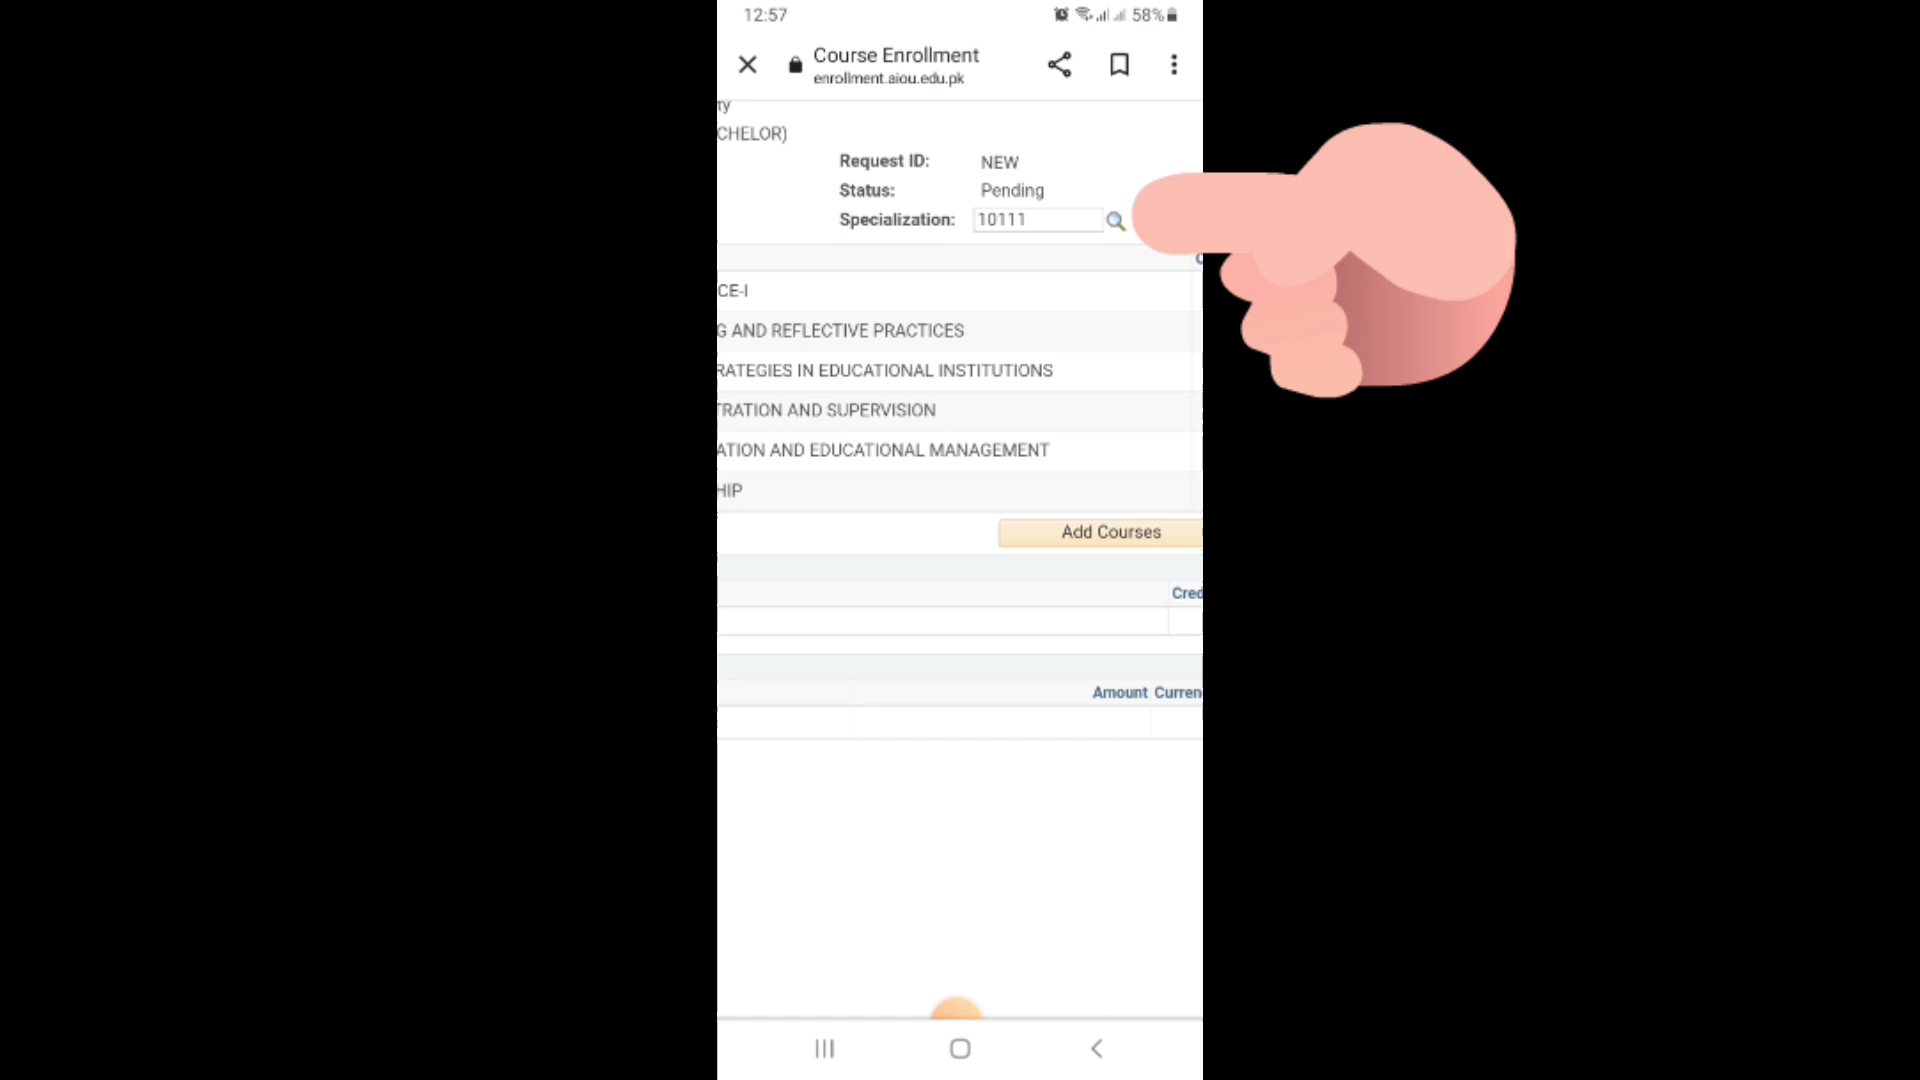 12:57
58%
Course Enrollment
enrollment.aiou.edu.pk
ty
CHELOR)
Request ID: NEW
Status: Pending
Specialization: 10111
CE-I
G AND REFLECTIVE PRACTICES
RATEGIES IN EDUCATIONAL INSTITUTIONS
TRATION AND SUPERVISION
ATION AND EDUCATIONAL MANAGEMENT
HIP
Add Courses
Cred
Amount Curren